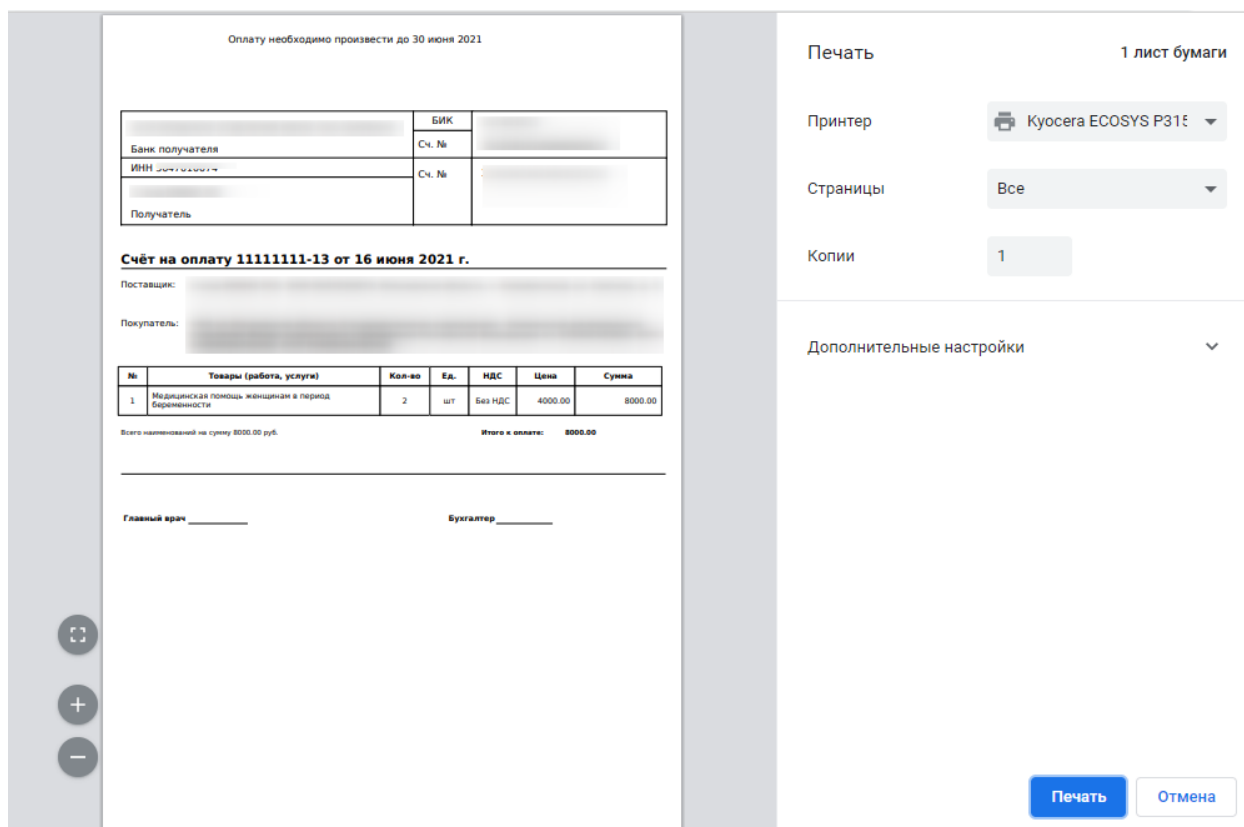 Оплату необходимо произвести до 30 июня 2021
БИК
Банк получателя
Сч. №
ИНН
Сч. №
Получатель
Счёт на оплату 11111111-13 от 16 июня 2021 г.
Поставщик:
Покупатель:
№ Товары (работа, услуги) Кол-во Ед. НДС Цена Сумма
1 Медицинская помощь женщинам в период
беременности 2 шт Без НДС 4000.00 8000.00
Всего наименований на сумму 8000.00 руб. Итого к оплате: 8000.00
Главный врач Бухгалтер
Печать 1 лист бумаги
Принтер Kyocera ECOSYS P315
Страницы Все
Копии 1
Дополнительные настройки
Печать Отмена